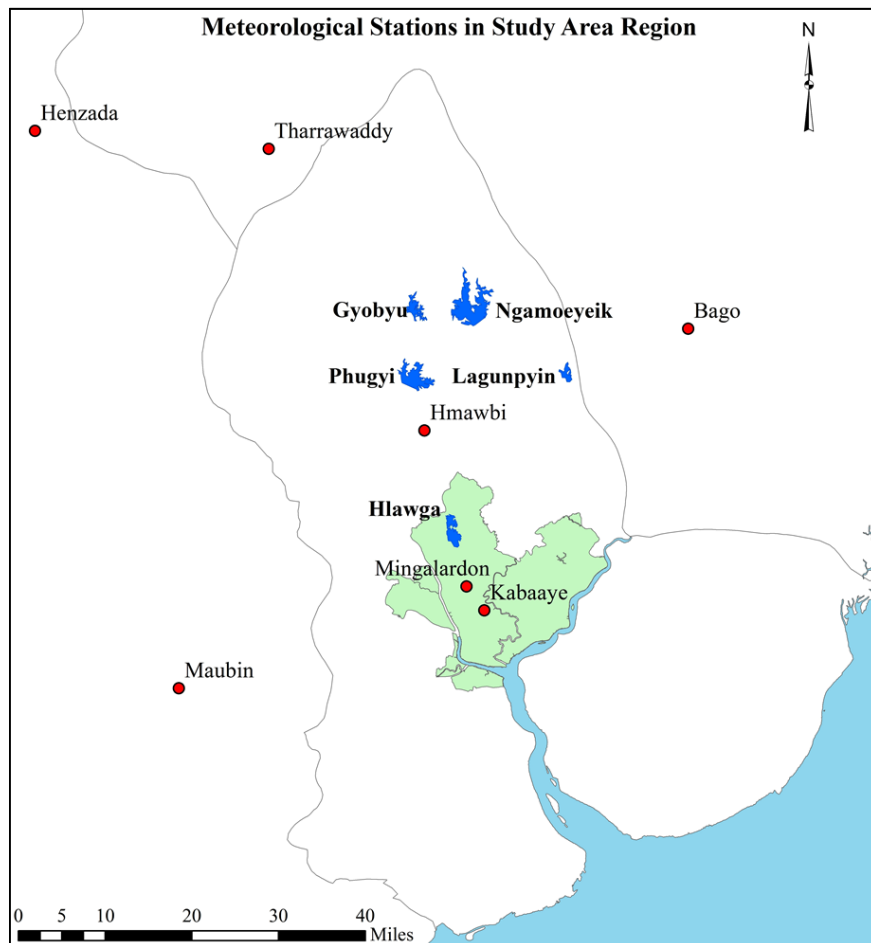 Meteorological Stations in Study Area Region
N
Henzada
Tharrawaddy
Gyobyu
Ngamoeyeik
Bago
Phugyi
Lagunpyin
Hmawbi
Hlawga
Mingalardon
Kabaaye
Maubin
0 5 10 20 30 40
Miles